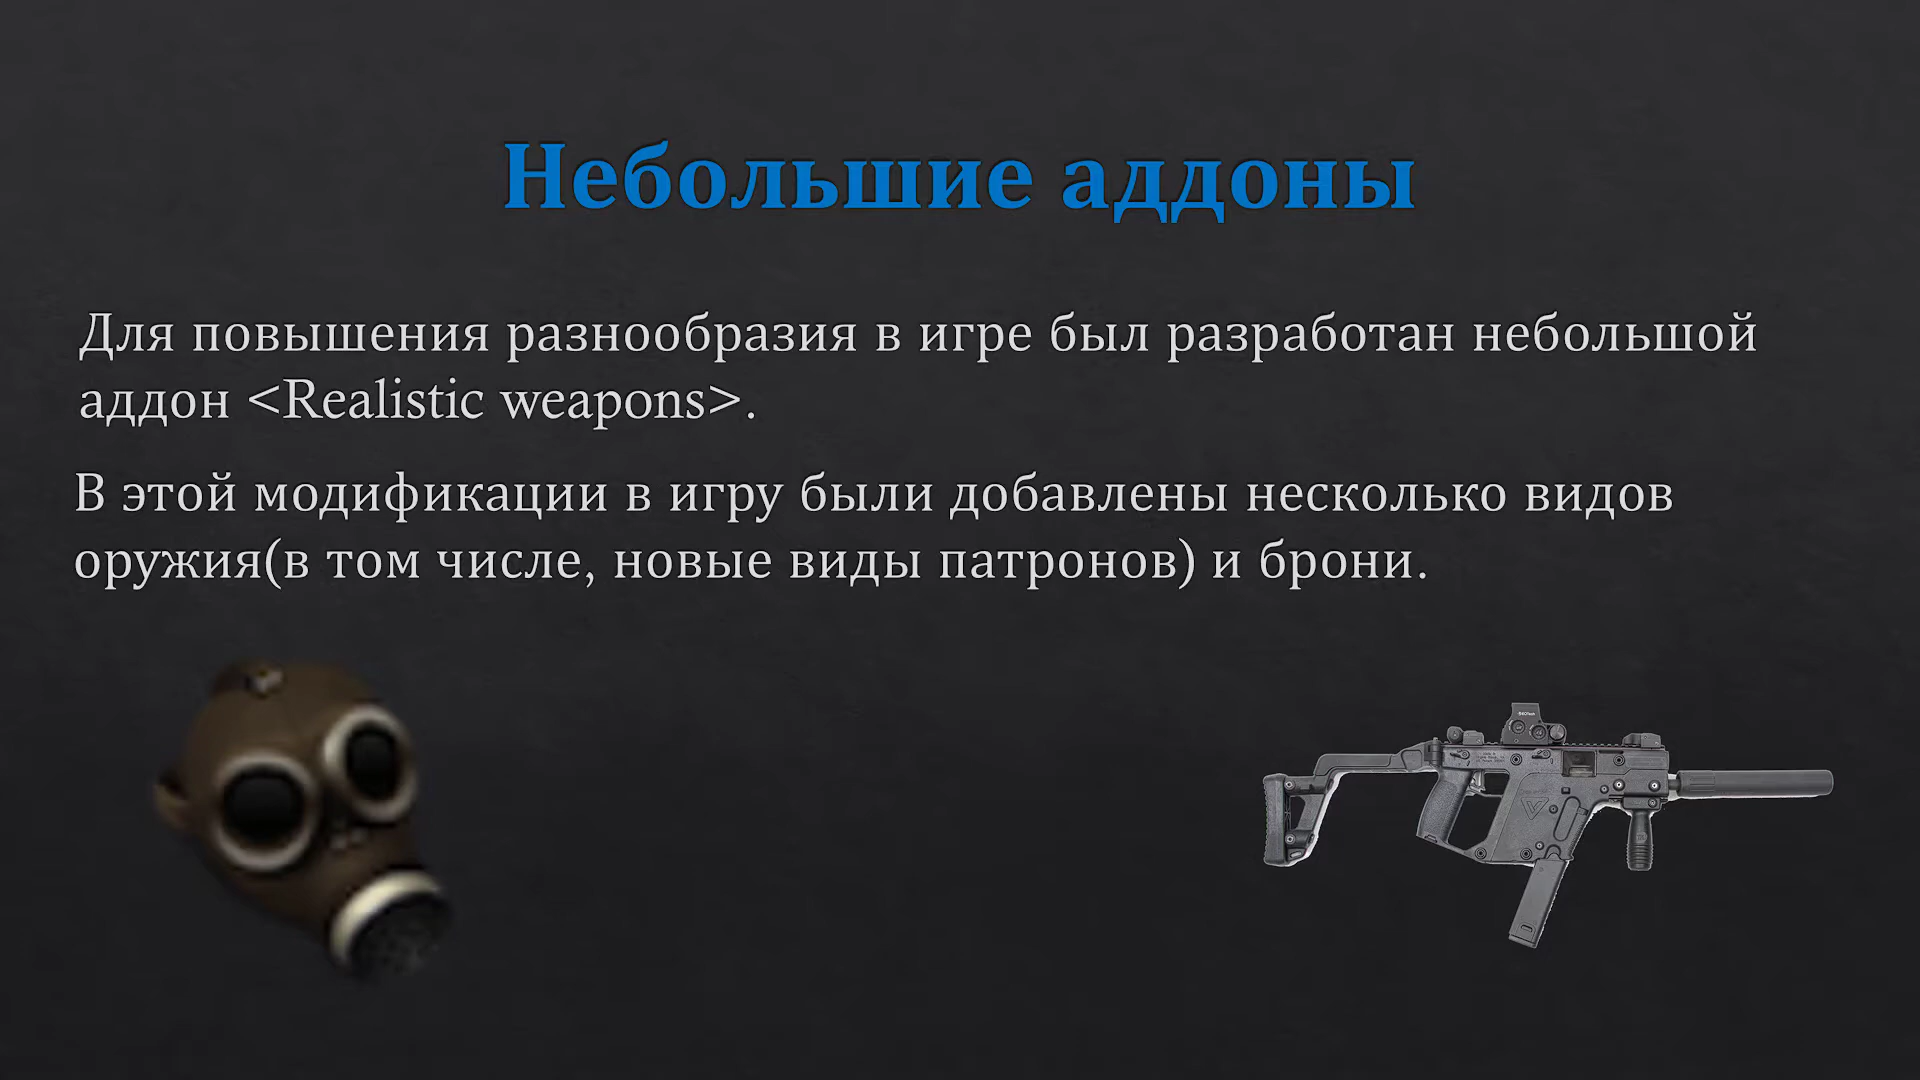 Небольшие аддоны
Для повышения разнообразия в игре был разработан небольшой
аддон <Realistic weapons>.
В этой модификации в игру были добавлены несколько видов
оружия(в том числе, новые виды патронов) и брони.